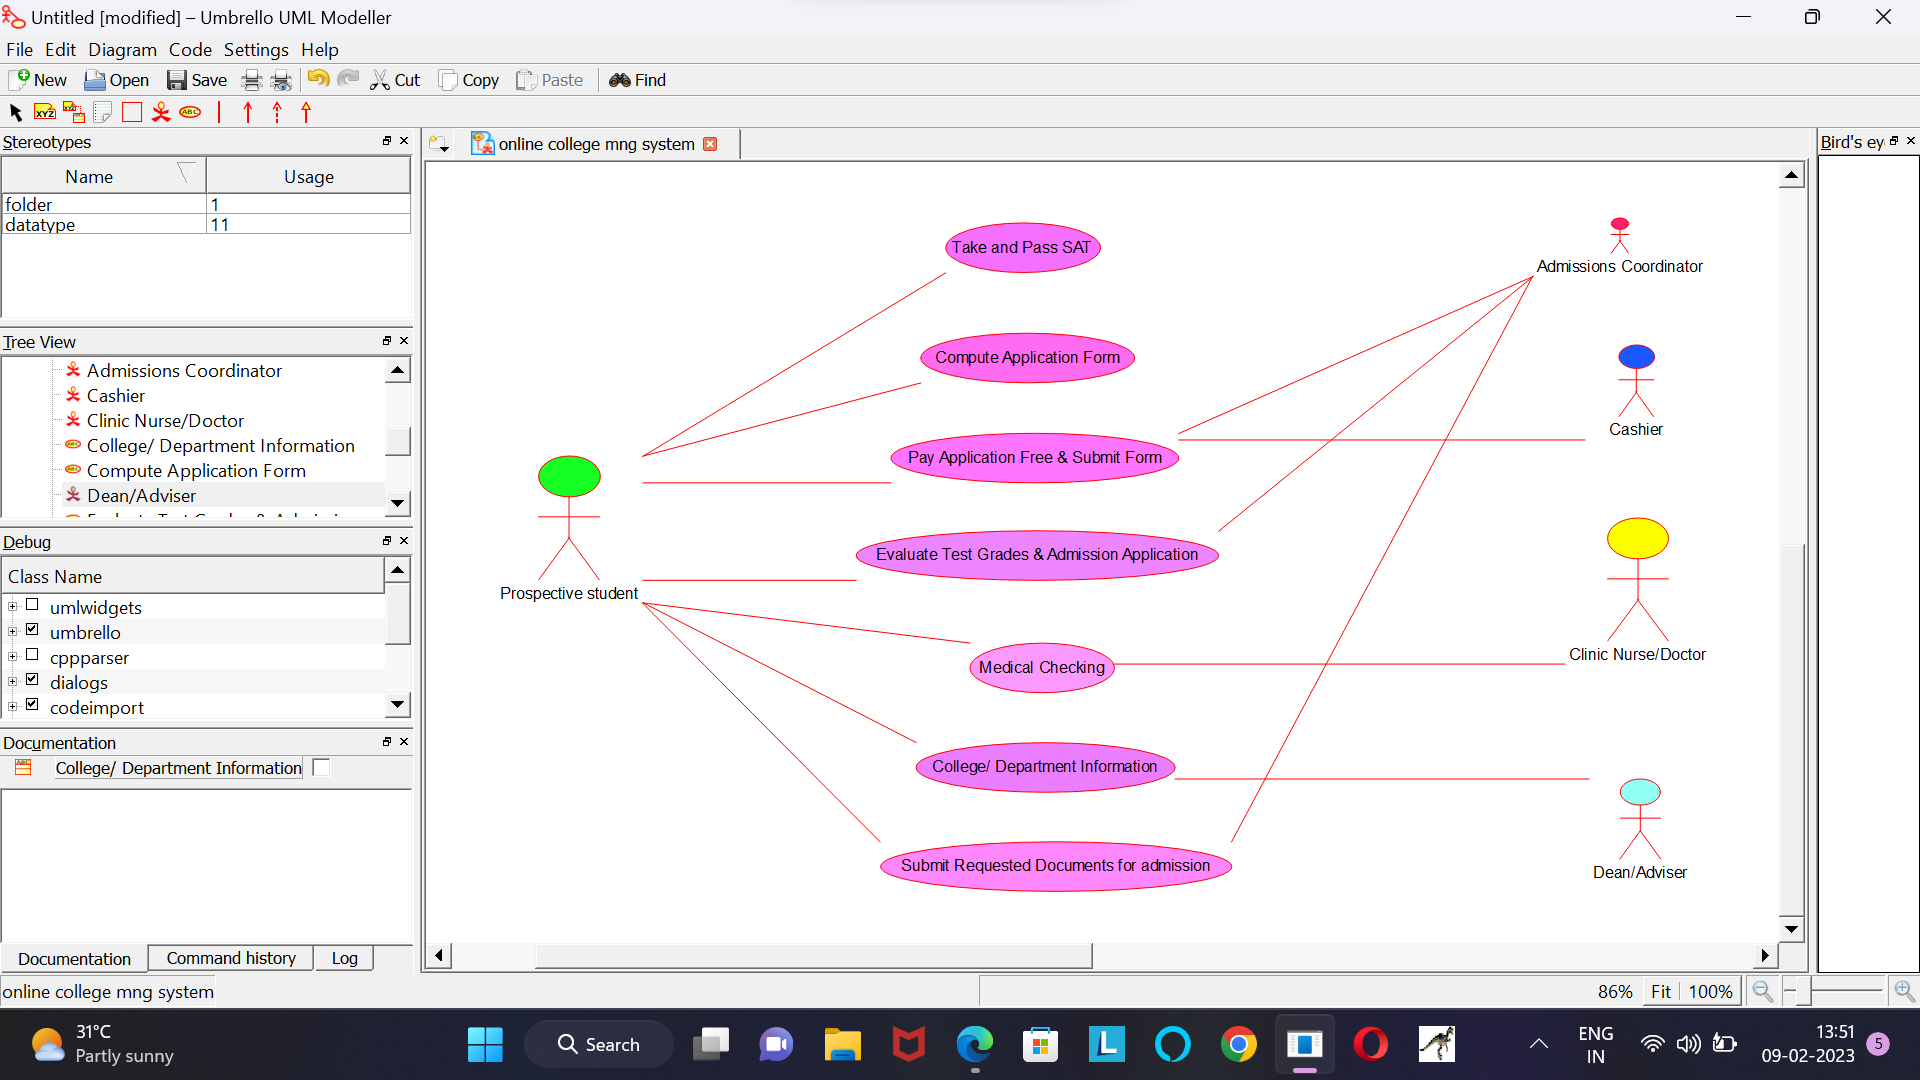 Untitled [modified] – Umbrello UML Modeller
File Edit Diagram Code Settings Help
New Open Save Cut Copy Paste Find
XYZ XYZ ABC
Stereotypes
Name Usage
folder 1
datatype 11
Tree View
Admissions Coordinator
Cashier
Clinic Nurse/Doctor
College/ Department Information
Compute Application Form
Dean/Adviser
Debug
Class Name
umlwidgets
umbrello
cppparser
dialogs
codeimport
Documentation
College/ Department Information
Documentation Command history Log
online college mng system
online college mng system
Bird's ey
Take and Pass SAT
Compute Application Form
Pay Application Free & Submit Form
Evaluate Test Grades & Admission Application
Medical Checking
College/ Department Information
Submit Requested Documents for admission
Prospective student
Admissions Coordinator
Cashier
Clinic Nurse/Doctor
Dean/Adviser
86% Fit 100%
31°C
Partly sunny
Search
L
ENG
IN
13:51
09-02-2023
5